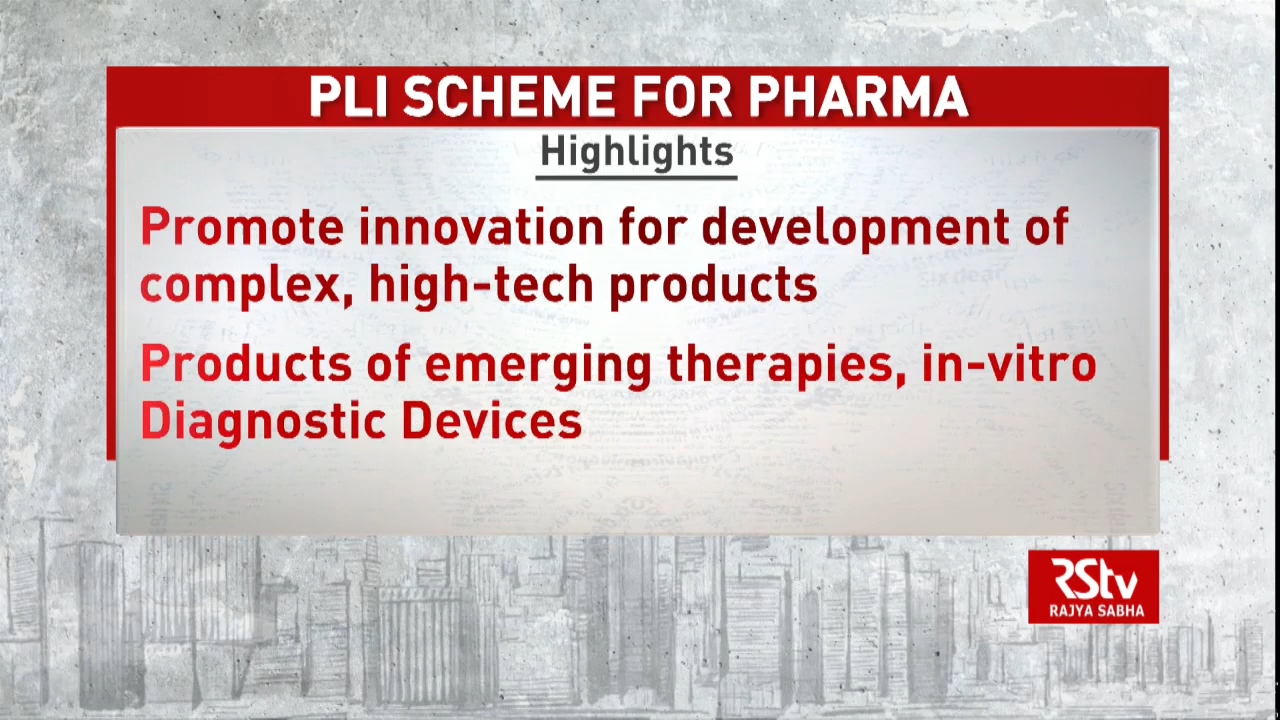 PLI SCHEME FOR PHARMA
Highlights
Promote innovation for development of
complex, high-tech products
Products of emerging therapies, in-vitro
Diagnostic Devices
RStv
RAJYA SABHA